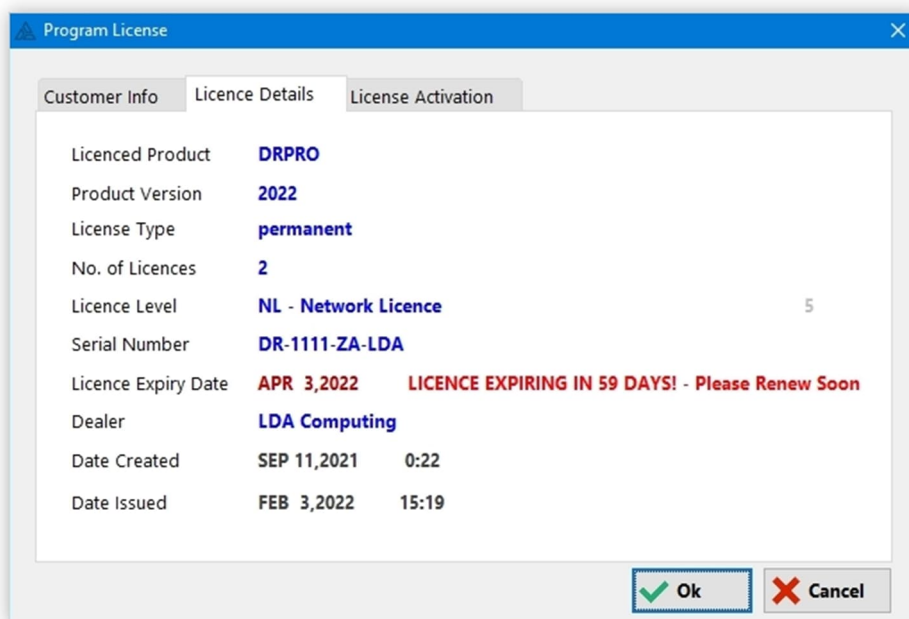 Program License
Customer Info Licence Details License Activation
Licenced Product DRPRO
Product Version 2022
License Type permanent
No. of Licences 2
Licence Level NL - Network Licence 5
Serial Number DR-1111-ZA-LDA
Licence Expiry Date APR 3,2022 LICENCE EXPIRING IN 59 DAYS! - Please Renew Soon
Dealer LDA Computing
Date Created SEP 11,2021 0:22
Date Issued FEB 3,2022 15:19
Ok Cancel